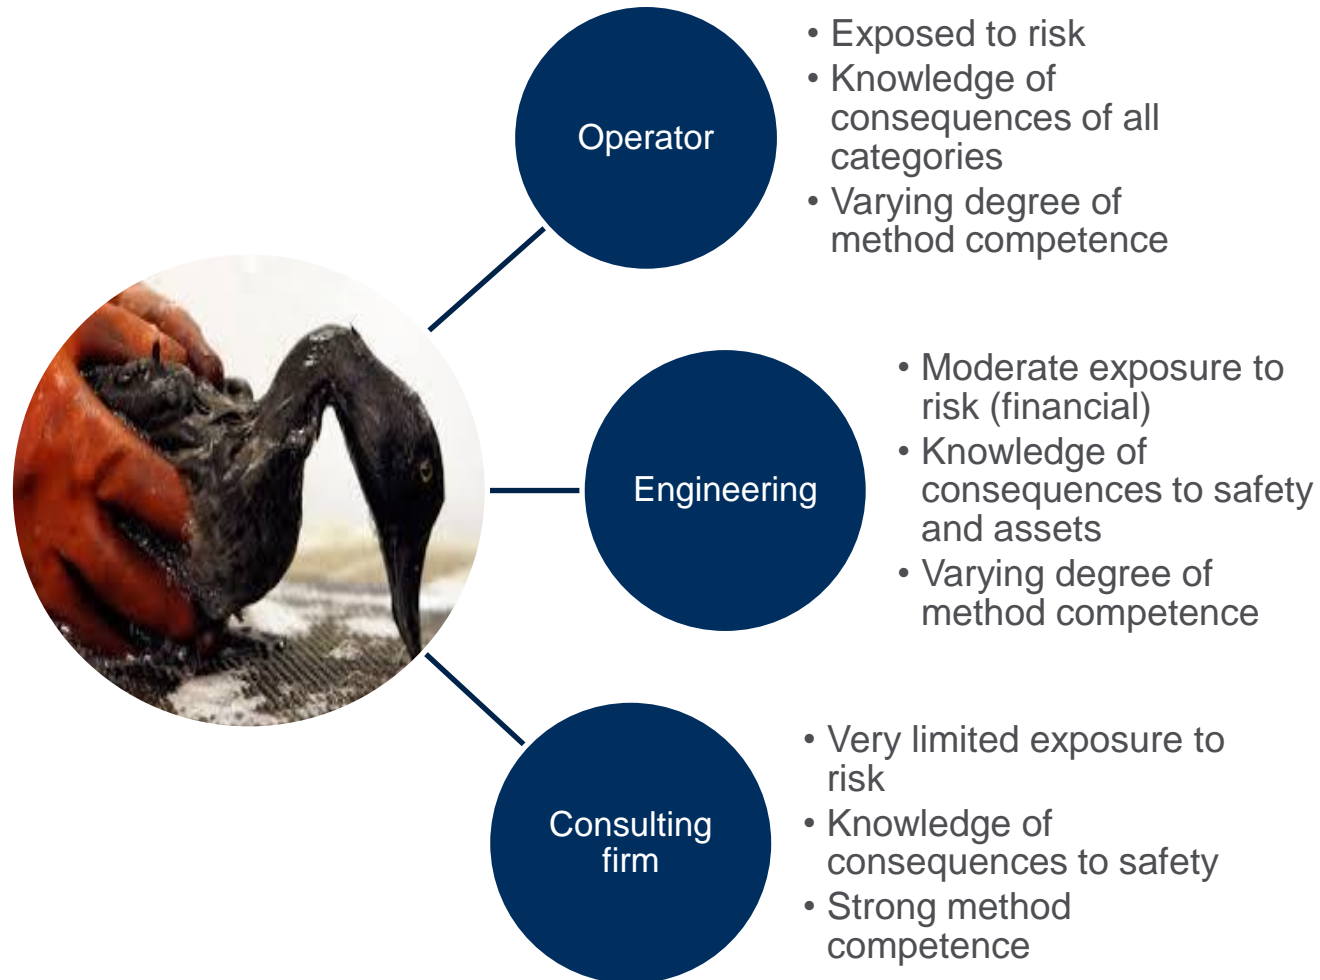 Operator
• Exposed to risk
• Knowledge of
consequences of all
categories
• Varying degree of
method competence
Engineering
• Moderate exposure to
risk (financial)
• Knowledge of
consequences to safety
and assets
• Varying degree of
method competence
Consulting
firm
• Very limited exposure to
risk
• Knowledge of
consequences to safety
• Strong method
competence